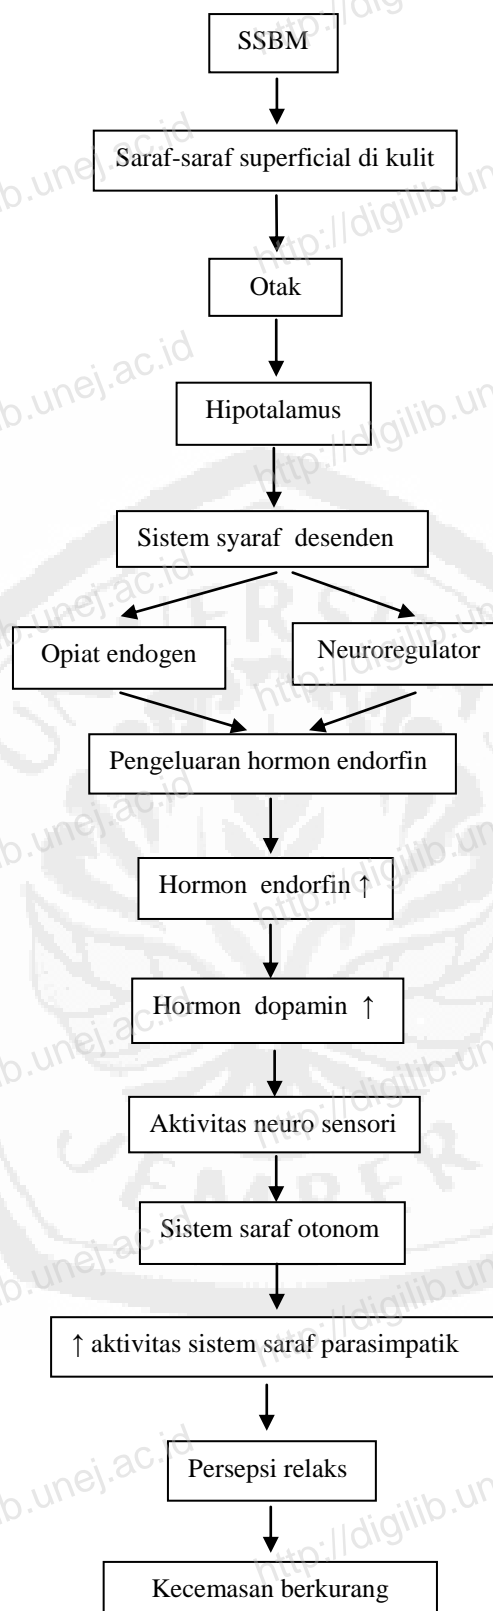 SSBM
Saraf-saraf superficial di kulit
Otak
Hipotalamus
Sistem syaraf desenden
Opiat endogen
Neuroregulator
Pengeluaran hormon endorfin
Hormon endorfin ↑
Hormon dopamin ↑
Aktivitas neuro sensori
Sistem saraf otonom
↑ aktivitas sistem saraf parasimpatik
Persepsi relaks
Kecemasan berkurang